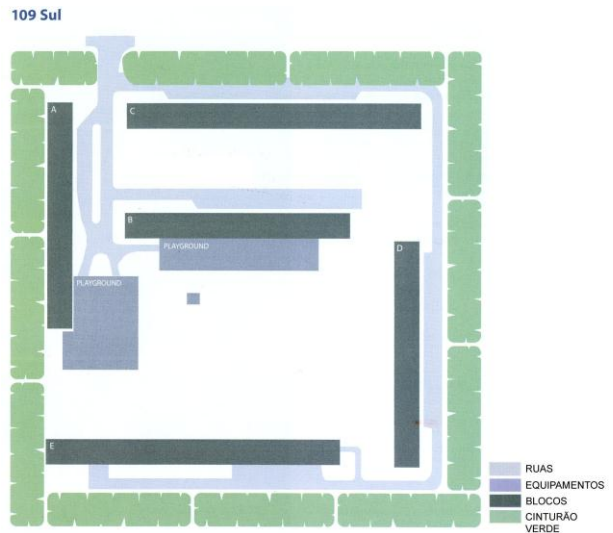 109 Sul
A
C
B
PLAYGROUND
D
PLAYGROUND
E
RUAS
EQUIPAMENTOS
BLOCOS
CINTURÃO
VERDE